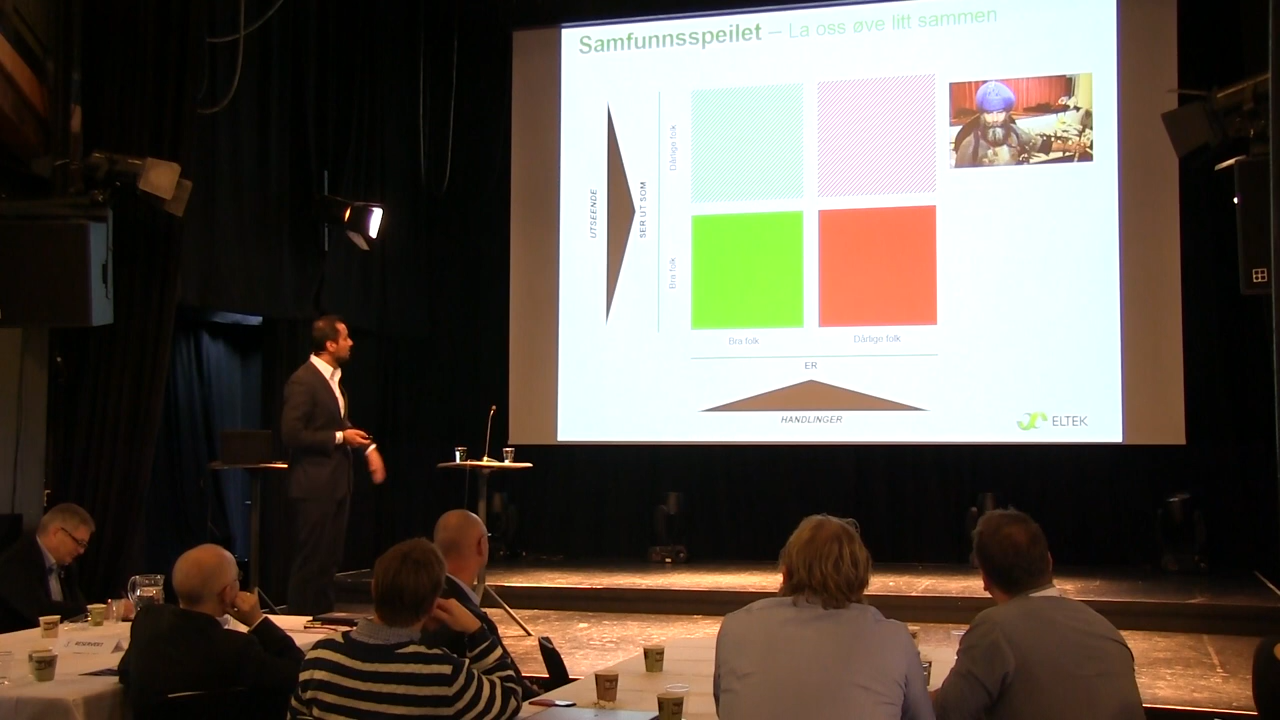 Samfunnsspeilet – La oss øve litt sammen
Dårlige folk
UTSEENDE
SER UT SOM
Bra folk
Bra folk
Dårlige folk
ER
HANDLINGER
ELTEK